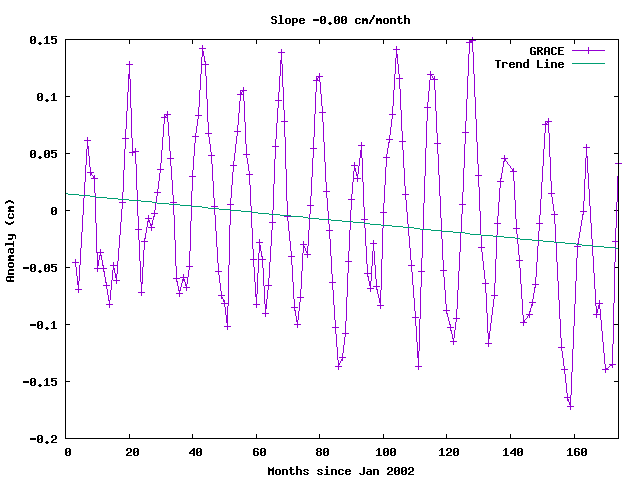 Slope -0.00 cm/month
0.15
GRACE
Trend Line
0.1
0.05
0
-0.05
-0.1
-0.15
-0.2
Anomaly (cm)
0 20 40 60 80 100 120 140 160
Months since Jan 2002